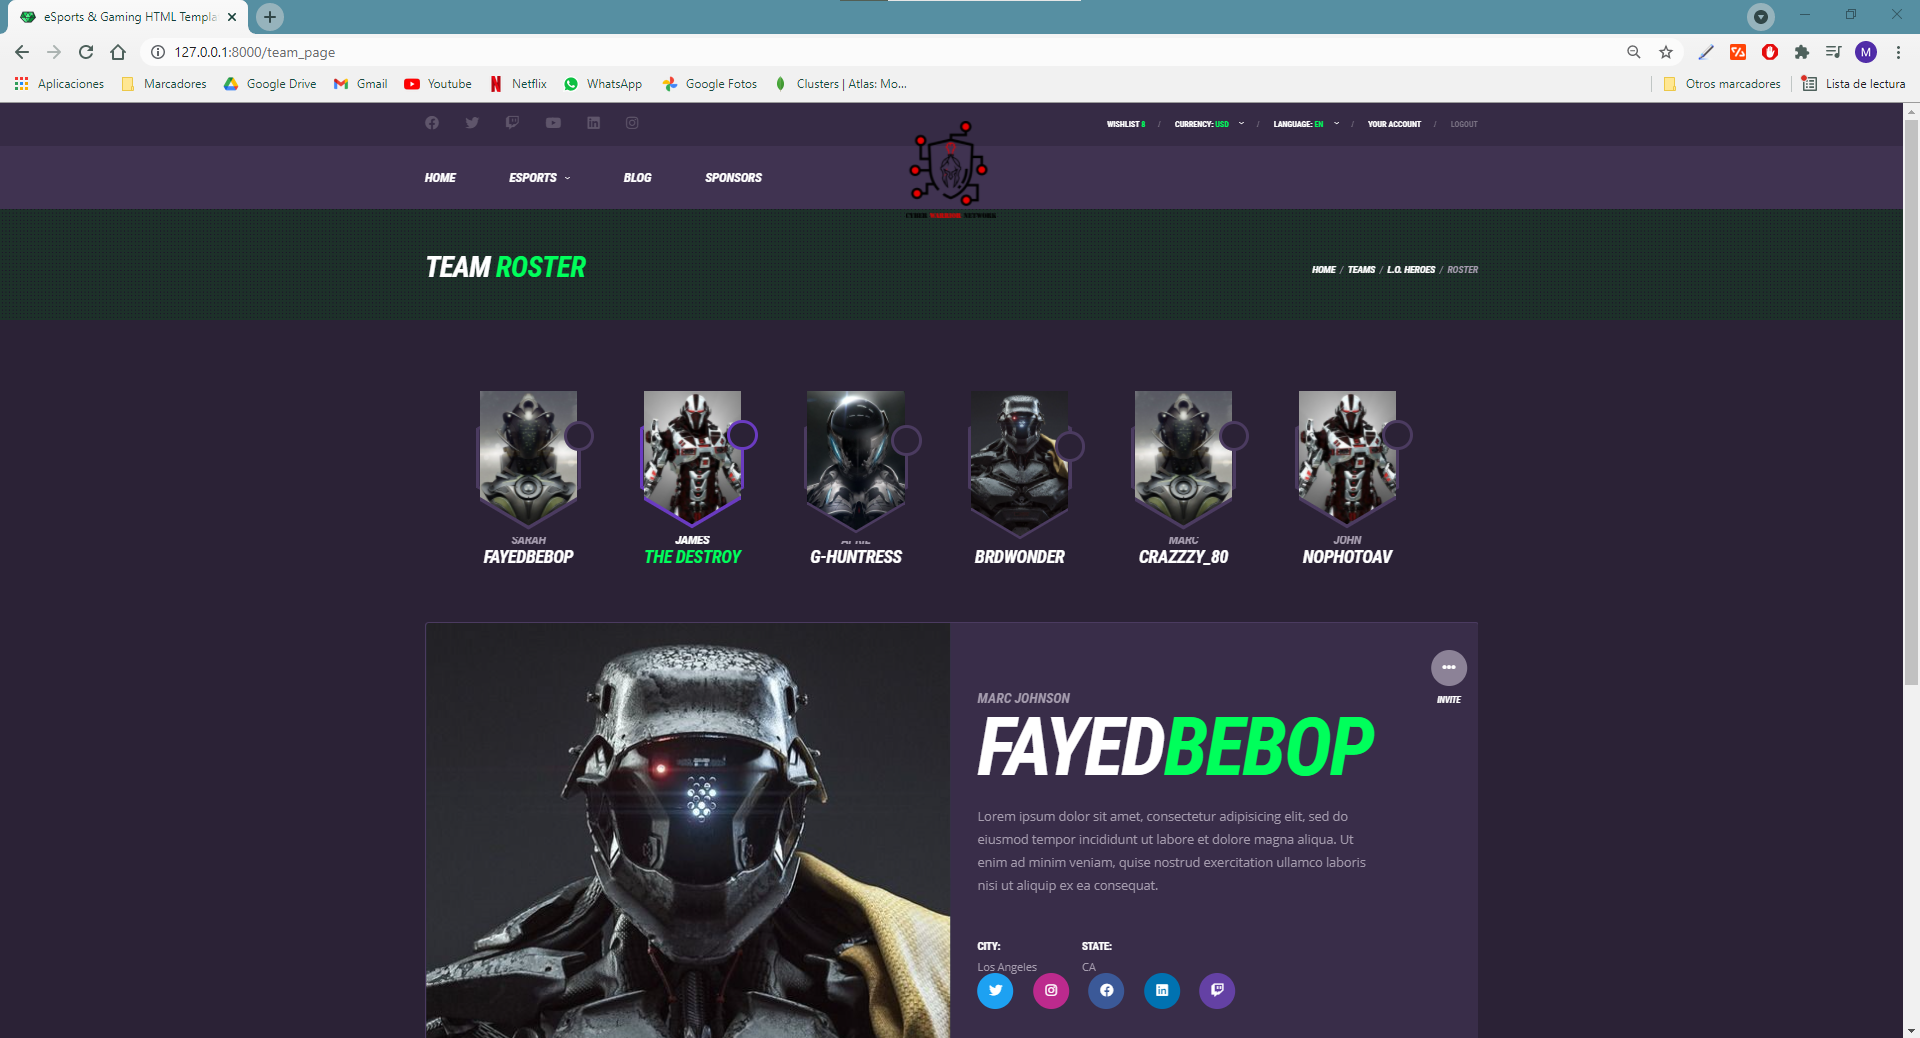 eSports & Gaming HTML Templa
127.0.0.1:8000/team_page
M
Aplicaciones
Marcadores
Google Drive
Gmail
Youtube
Netflix
WhatsApp
Google Fotos
Clusters | Atlas: Mo...
Otros marcadores
Lista de lectura
WISHLIST 8 / CURRENCY: USD / LANGUAGE: EN / YOUR ACCOUNT / LOGOUT
HOME ESPORTS BLOG SPONSORS
CYBER WARRIOR NETWORK
TEAM ROSTER
HOME / TEAMS / L.O. HEROES / ROSTER
SARAH
FAYEDBEBOP
JAMES
THE DESTROY
G-HUNTRESS
BRDWONDER
MARC
CRAZZZY_80
JOHN
NOPHOTOAV
INVITE
MARC JOHNSON
FAYEDBEBOP
Lorem ipsum dolor sit amet, consectetur adipisicing elit, sed do
eiusmod tempor incididunt ut labore et dolore magna aliqua. Ut
enim ad minim veniam, quise nostrud exercitation ullamco laboris
nisi ut aliquip ex ea consequat.
CITY:
Los Angeles
STATE:
CA